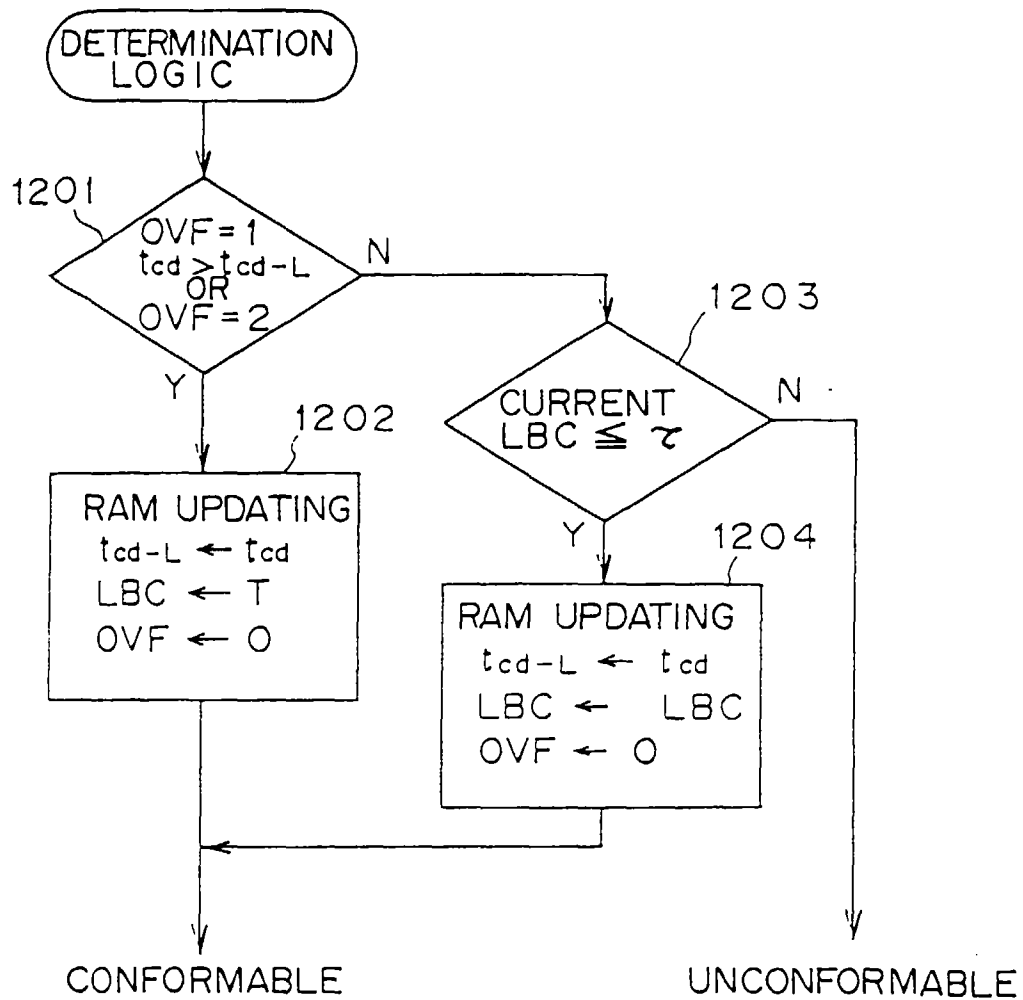 DETERMINATION
LOGIC
1201
OVF = 1
tcd > tcd-L
OR
OVF = 2
N
Y
1202
RAM UPDATING
tcd-L ← tcd
LBC ← T
OVF ← 0
1203
CURRENT
LBC ≦ τ
N
Y
1204
RAM UPDATING
tcd-L ← tcd
LBC ← LBC
OVF ← 0
CONFORMABLE
UNCONFORMABLE